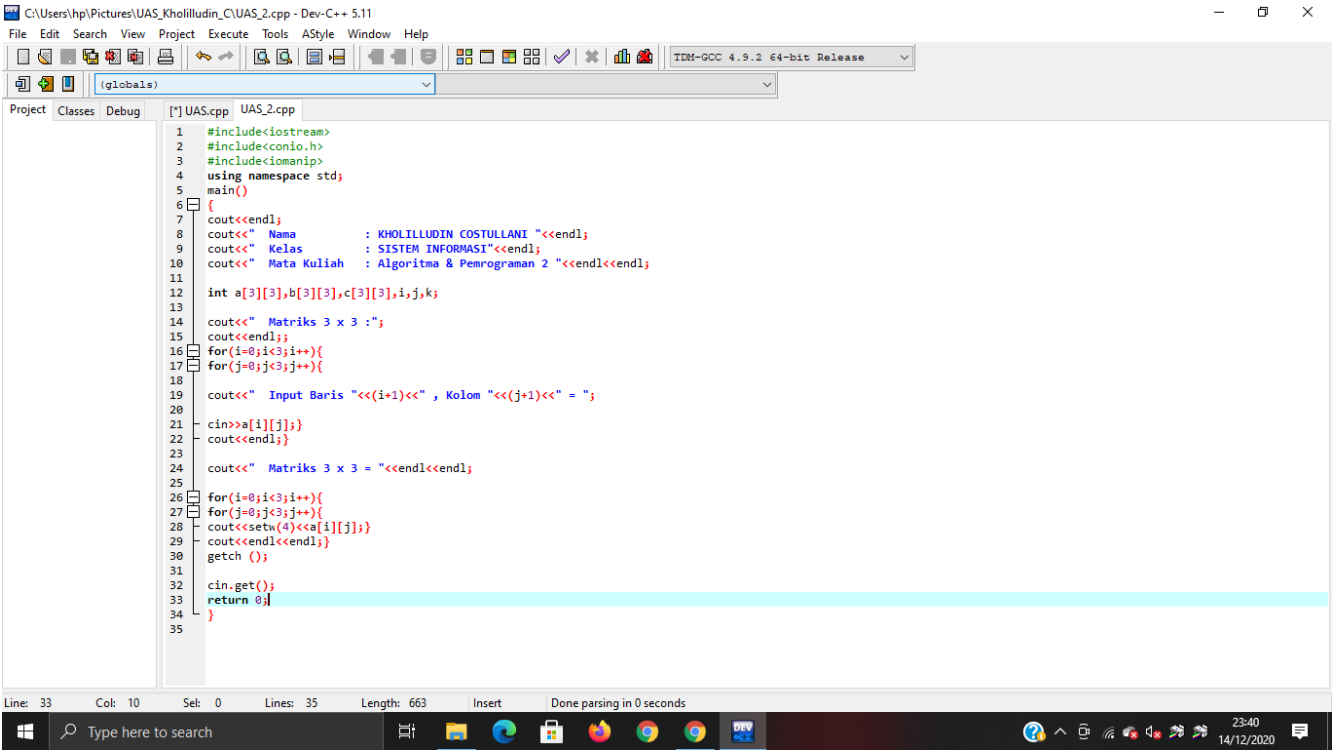 C:\Users\hp\Pictures\UAS_Kholilludin_C\UAS_2.cpp - Dev-C++ 5.11
File Edit Search View Project Execute Tools AStyle Window Help
TDM-GCC 4.9.2 64-bit Release
(globals)
Project Classes Debug [*] UAS.cpp UAS_2.cpp
1 #include<iostream>
2 #include<conio.h>
3 #include<iomanip>
4 using namespace std;
5 main()
6 {
7 cout<<endl;
8 cout<<"  Nama         : KHOLILLUDIN COSTULLANI "<<endl;
9 cout<<"  Kelas        : SISTEM INFORMASI"<<endl;
10 cout<<"  Mata Kuliah  : Algoritma & Pemrograman 2 "<<endl<<endl;
11
12 int a[3][3],b[3][3],c[3][3],i,j,k;
13
14 cout<<"  Matriks 3 x 3 :";
15 cout<<endl;;
16 for(i=0;i<3;i++){
17 for(j=0;j<3;j++){
18
19 cout<<"  Input Baris "<<(i+1)<<" , Kolom "<<(j+1)<<" = ";
20
21 cin>>a[i][j];}
22 cout<<endl;}
23
24 cout<<"  Matriks 3 x 3 = "<<endl<<endl;
25
26 for(i=0;i<3;i++){
27 for(j=0;j<3;j++){
28 cout<<setw(4)<<a[i][j];}
29 cout<<endl<<endl;}
30 getch ();
31
32 cin.get();
33 return 0;
34 }
35
Line: 33 Col: 10 Sel: 0 Lines: 35 Length: 663 Insert Done parsing in 0 seconds
Type here to search
DEV
23:40
14/12/2020